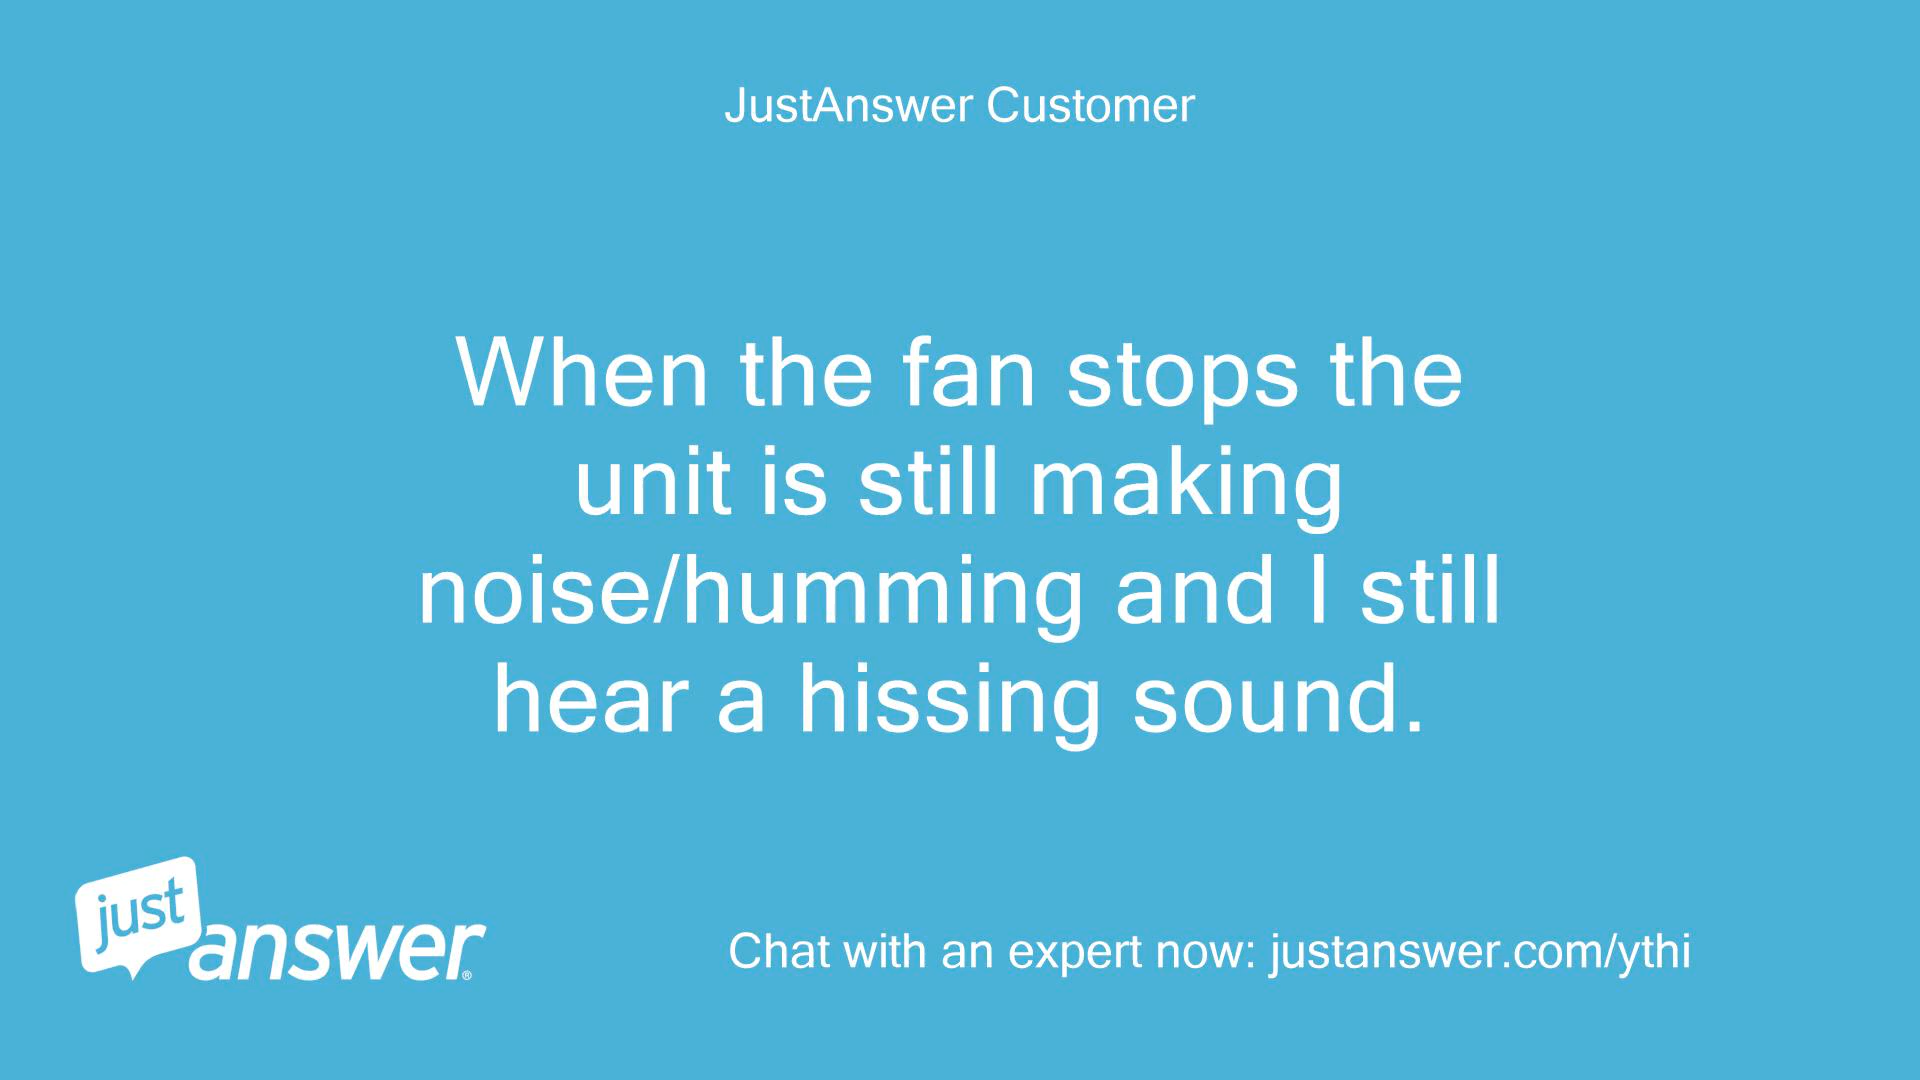 JustAnswer Customer
When the fan stops the
unit is still making
noise/humming and I still
hear a hissing sound.
just
answer®
Chat with an expert now: justanswer.com/ythi